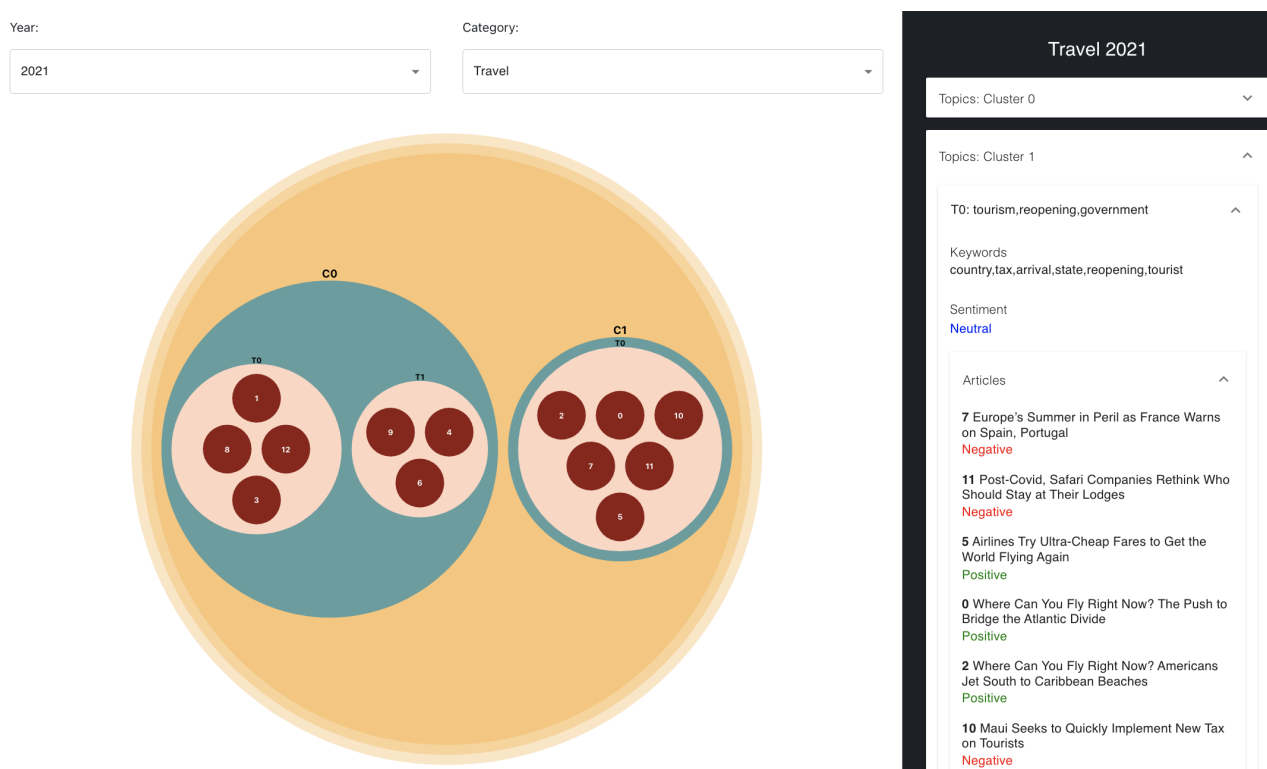 Year:
Category:
2021
Travel
C0
T0
1
8
12
3
T1
9
4
6
C1
T0
2
0
10
7
11
5
Travel 2021
Topics: Cluster 0
Topics: Cluster 1
T0: tourism,reopening,government
Keywords
country,tax,arrival,state,reopening,tourist
Sentiment
Neutral
Articles
7 Europe’s Summer in Peril as France Warns
on Spain, Portugal
Negative
11 Post-Covid, Safari Companies Rethink Who
Should Stay at Their Lodges
Negative
5 Airlines Try Ultra-Cheap Fares to Get the
World Flying Again
Positive
0 Where Can You Fly Right Now? The Push to
Bridge the Atlantic Divide
Positive
2 Where Can You Fly Right Now? Americans
Jet South to Caribbean Beaches
Positive
10 Maui Seeks to Quickly Implement New Tax
on Tourists
Negative